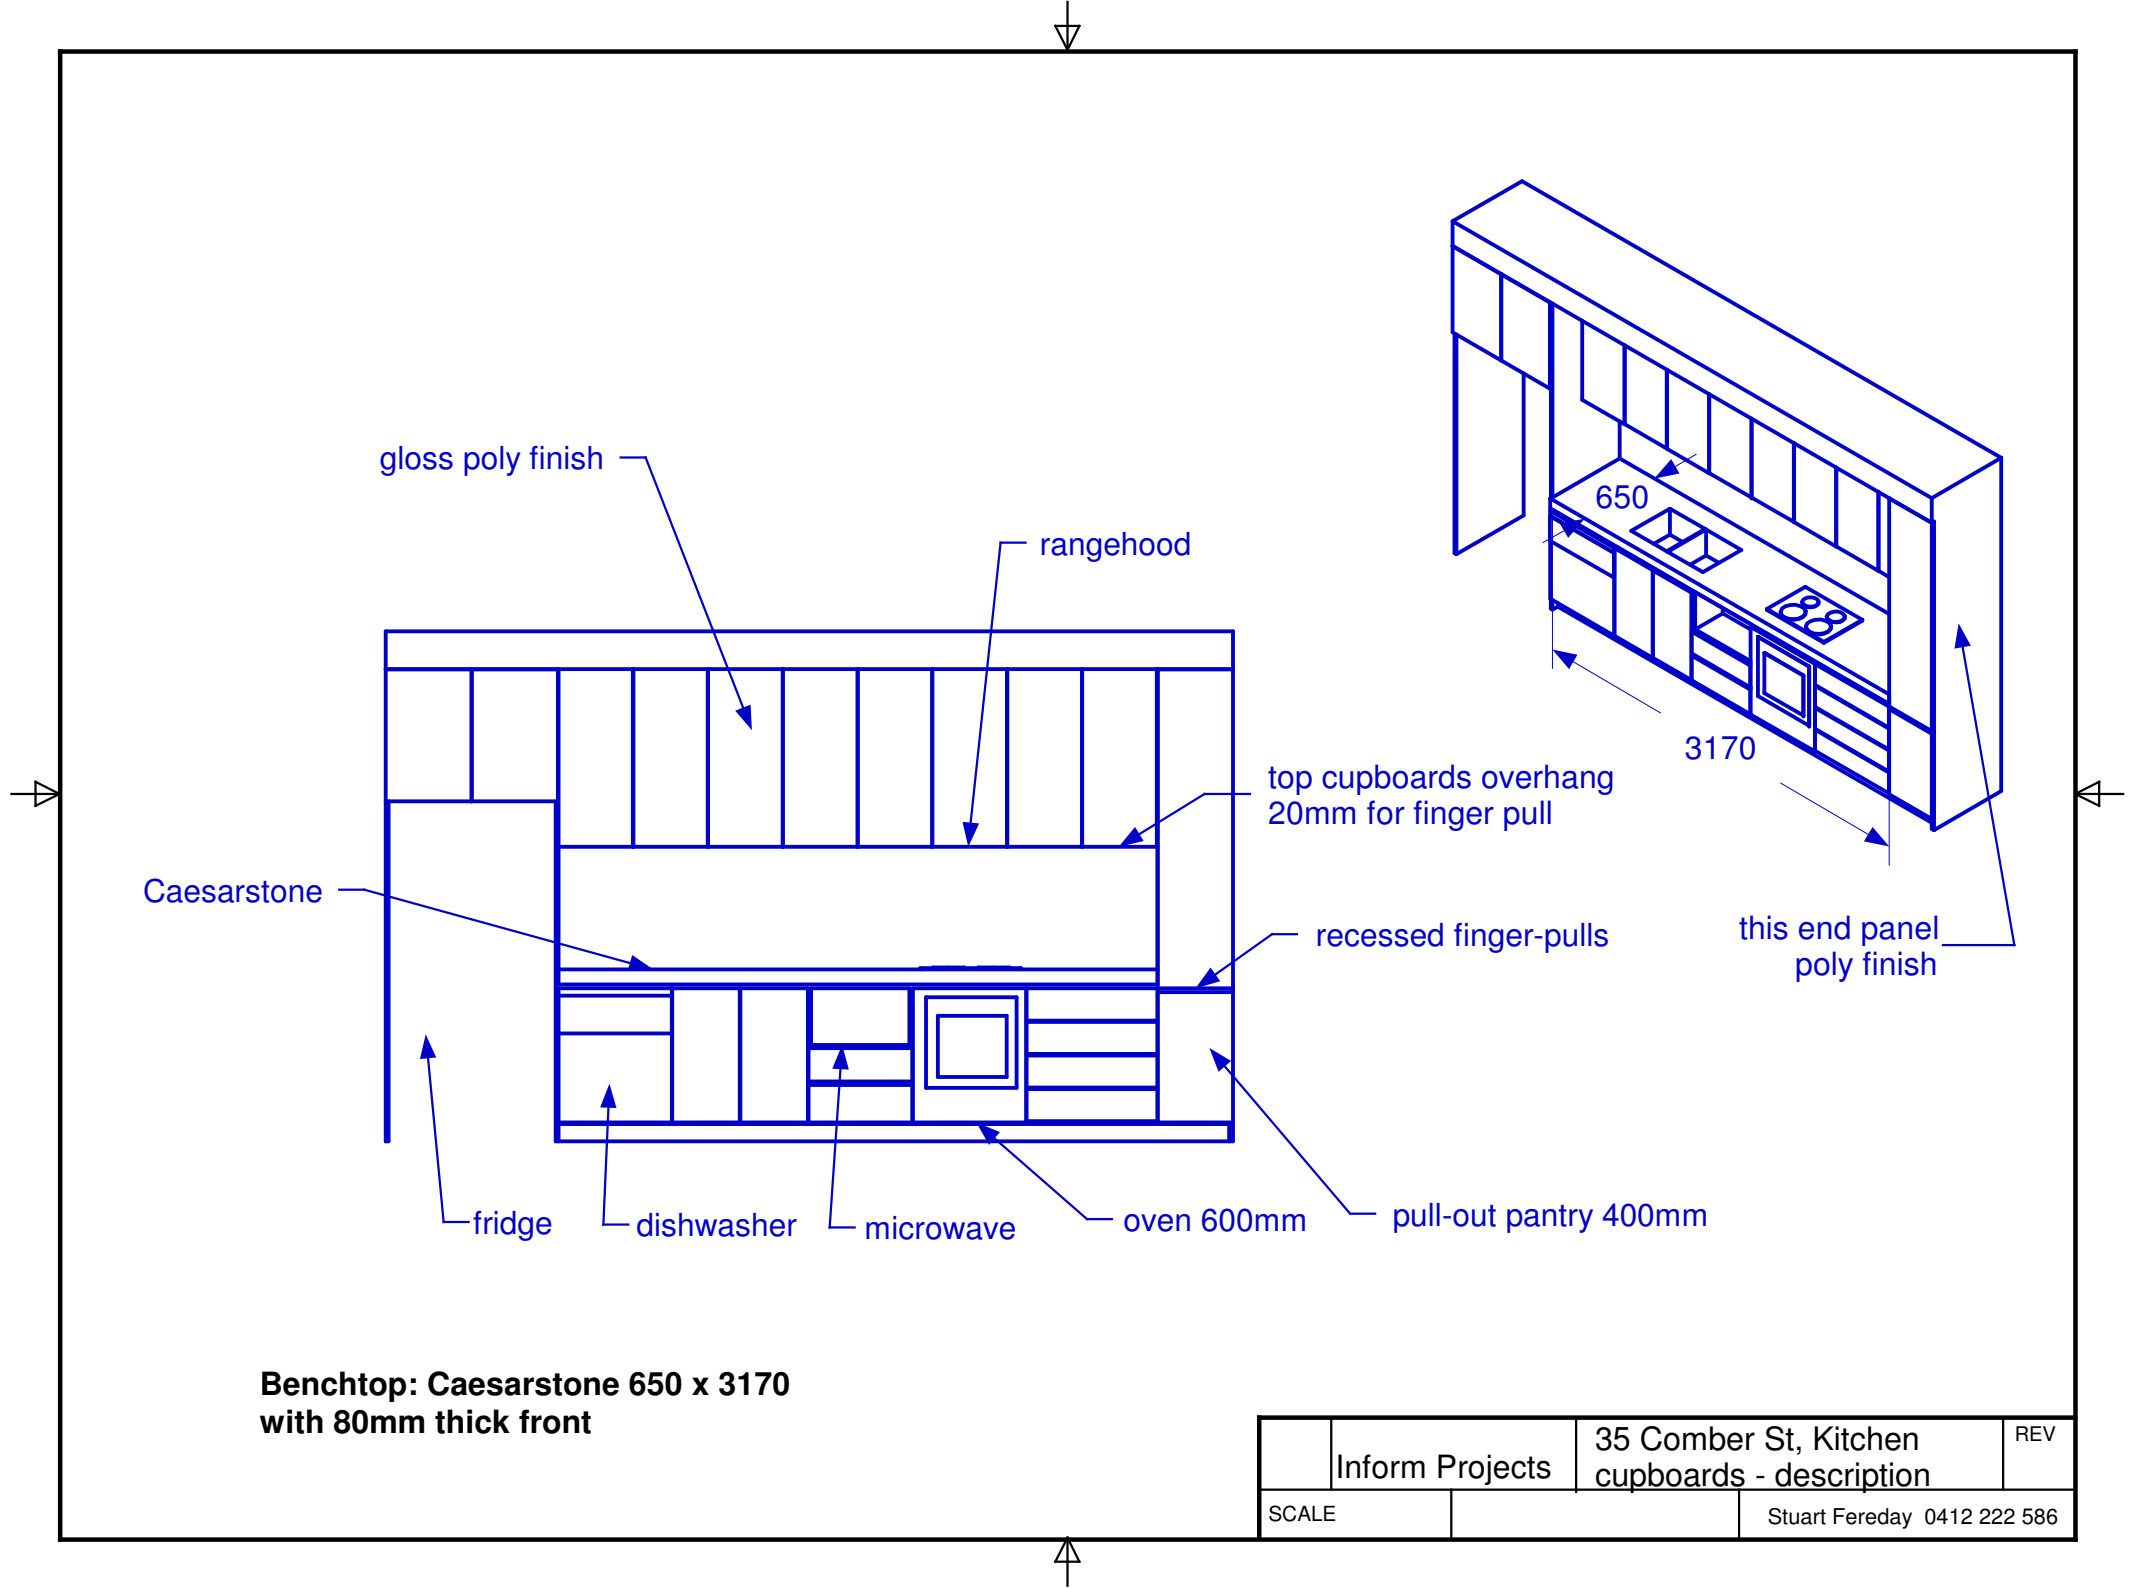 gloss poly finish
rangehood
650
3170
top cupboards overhang
20mm for finger pull
Caesarstone
recessed finger-pulls
this end panel
poly finish
fridge
dishwasher
microwave
oven 600mm
pull-out pantry 400mm
Benchtop: Caesarstone 650 x 3170
with 80mm thick front
Inform Projects
35 Comber St, Kitchen
cupboards - description
REV
SCALE
Stuart Fereday 0412 222 586